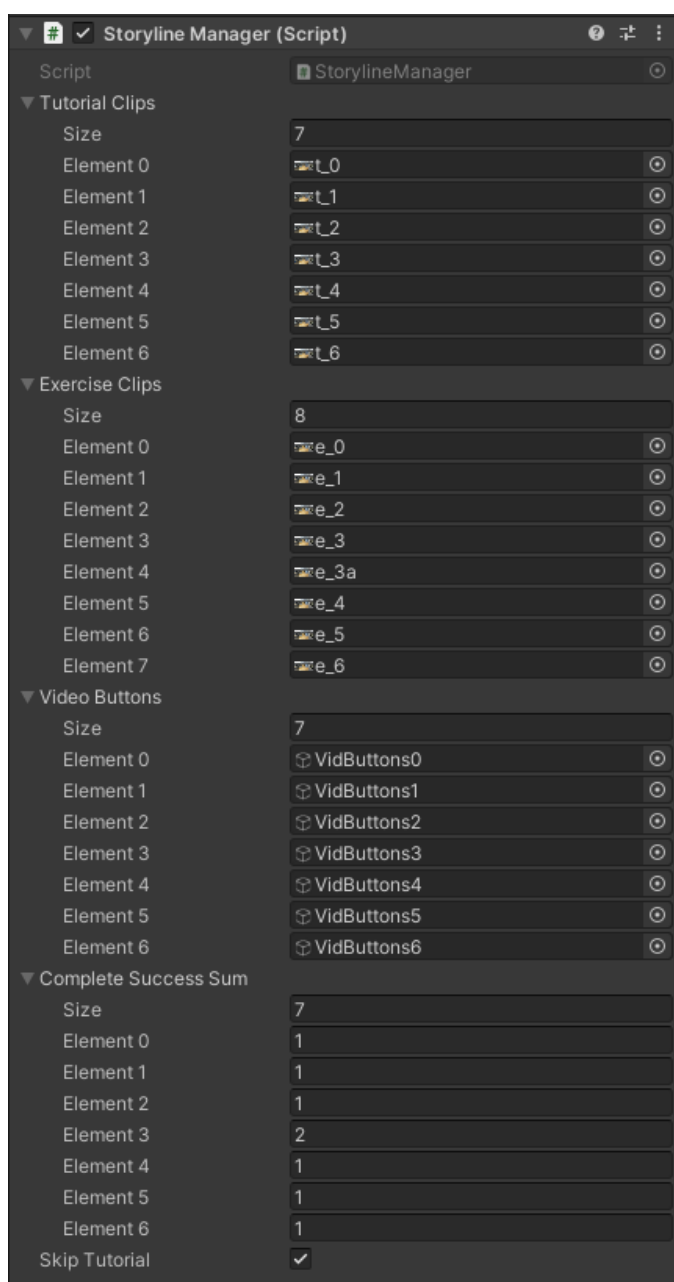 Storyline Manager (Script)
Script StorylineManager
Tutorial Clips
Size 7
Element 0 t_0
Element 1 t_1
Element 2 t_2
Element 3 t_3
Element 4 t_4
Element 5 t_5
Element 6 t_6
Exercise Clips
Size 8
Element 0 e_0
Element 1 e_1
Element 2 e_2
Element 3 e_3
Element 4 e_3a
Element 5 e_4
Element 6 e_5
Element 7 e_6
Video Buttons
Size 7
Element 0 VidButtons0
Element 1 VidButtons1
Element 2 VidButtons2
Element 3 VidButtons3
Element 4 VidButtons4
Element 5 VidButtons5
Element 6 VidButtons6
Complete Success Sum
Size 7
Element 0 1
Element 1 1
Element 2 1
Element 3 2
Element 4 1
Element 5 1
Element 6 1
Skip Tutorial